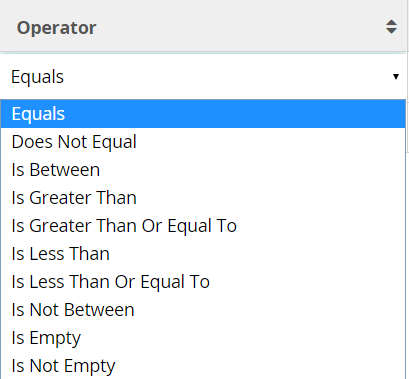 Operator
Equals
Equals
Does Not Equal
Is Between
Is Greater Than
Is Greater Than Or Equal To
Is Less Than
Is Less Than Or Equal To
Is Not Between
Is Empty
Is Not Empty